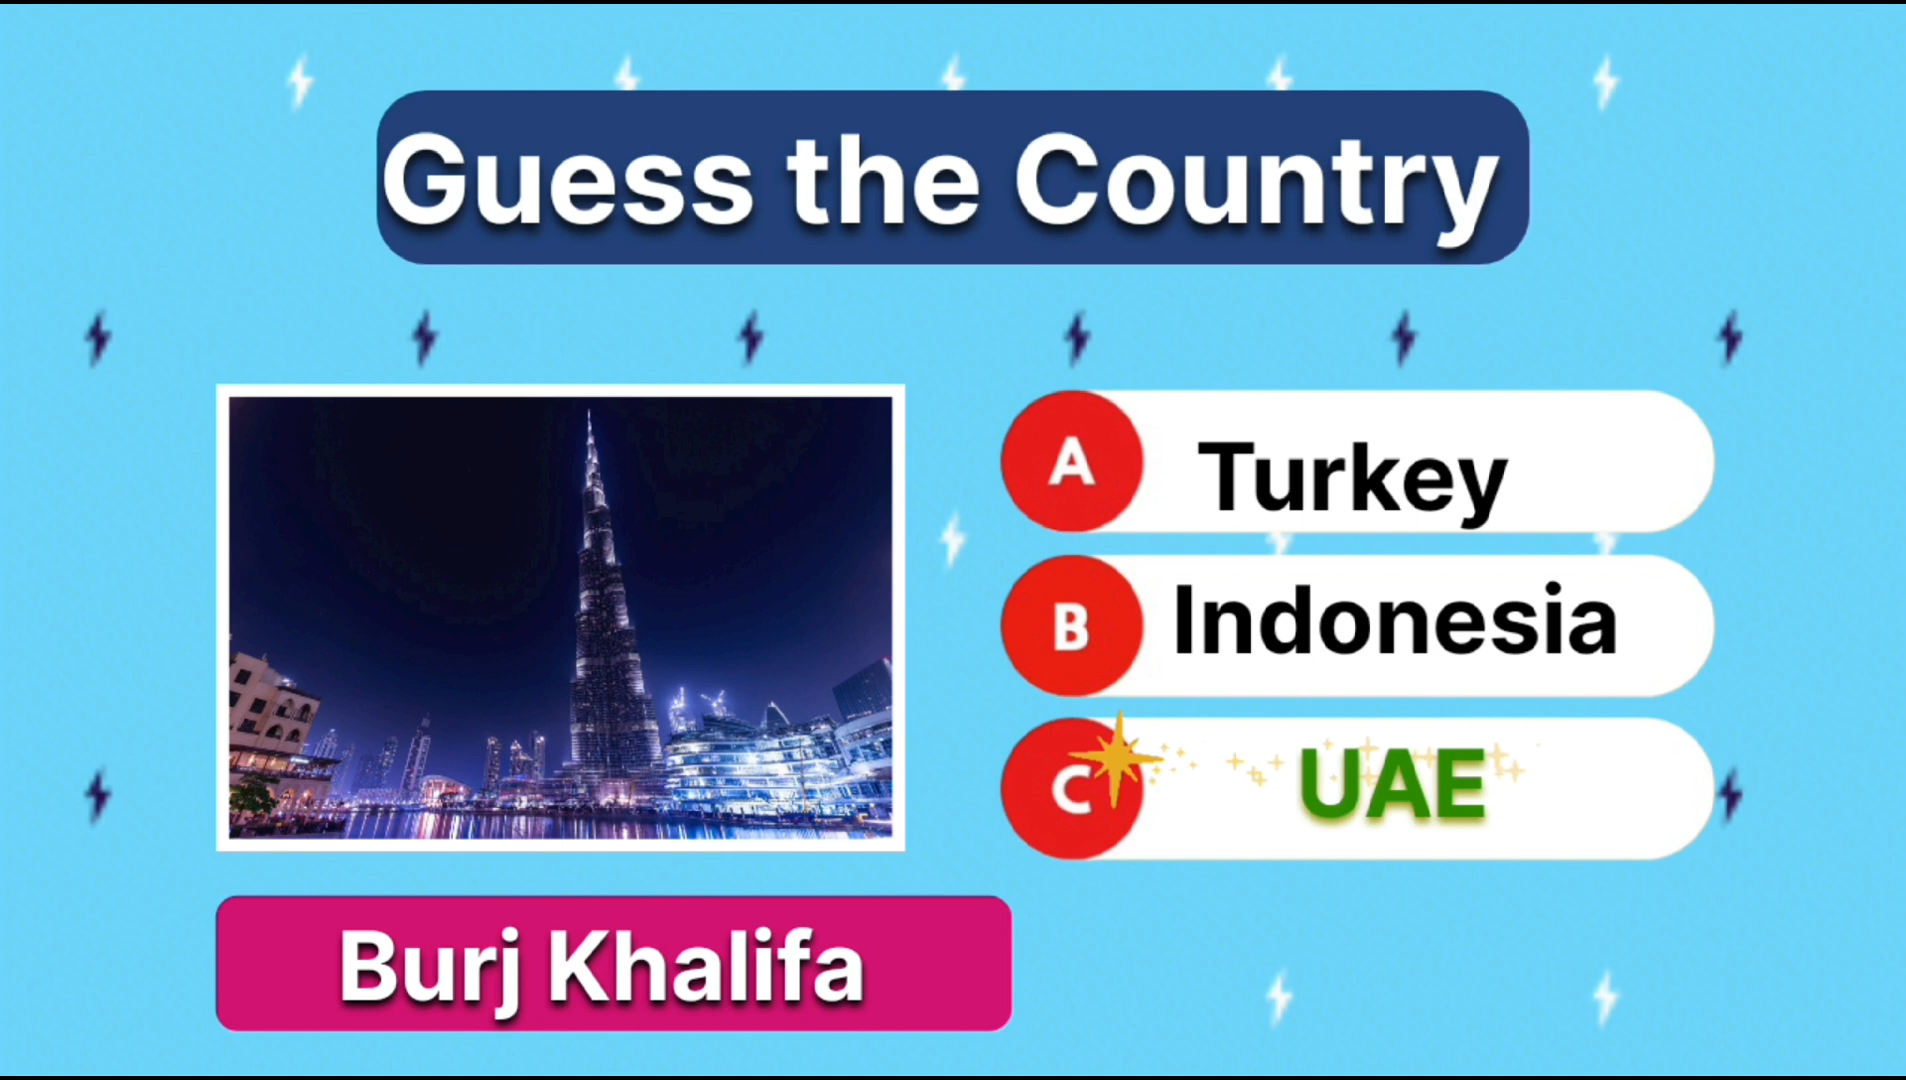 Guess the Country
A Turkey
B Indonesia
C UAE
Burj Khalifa